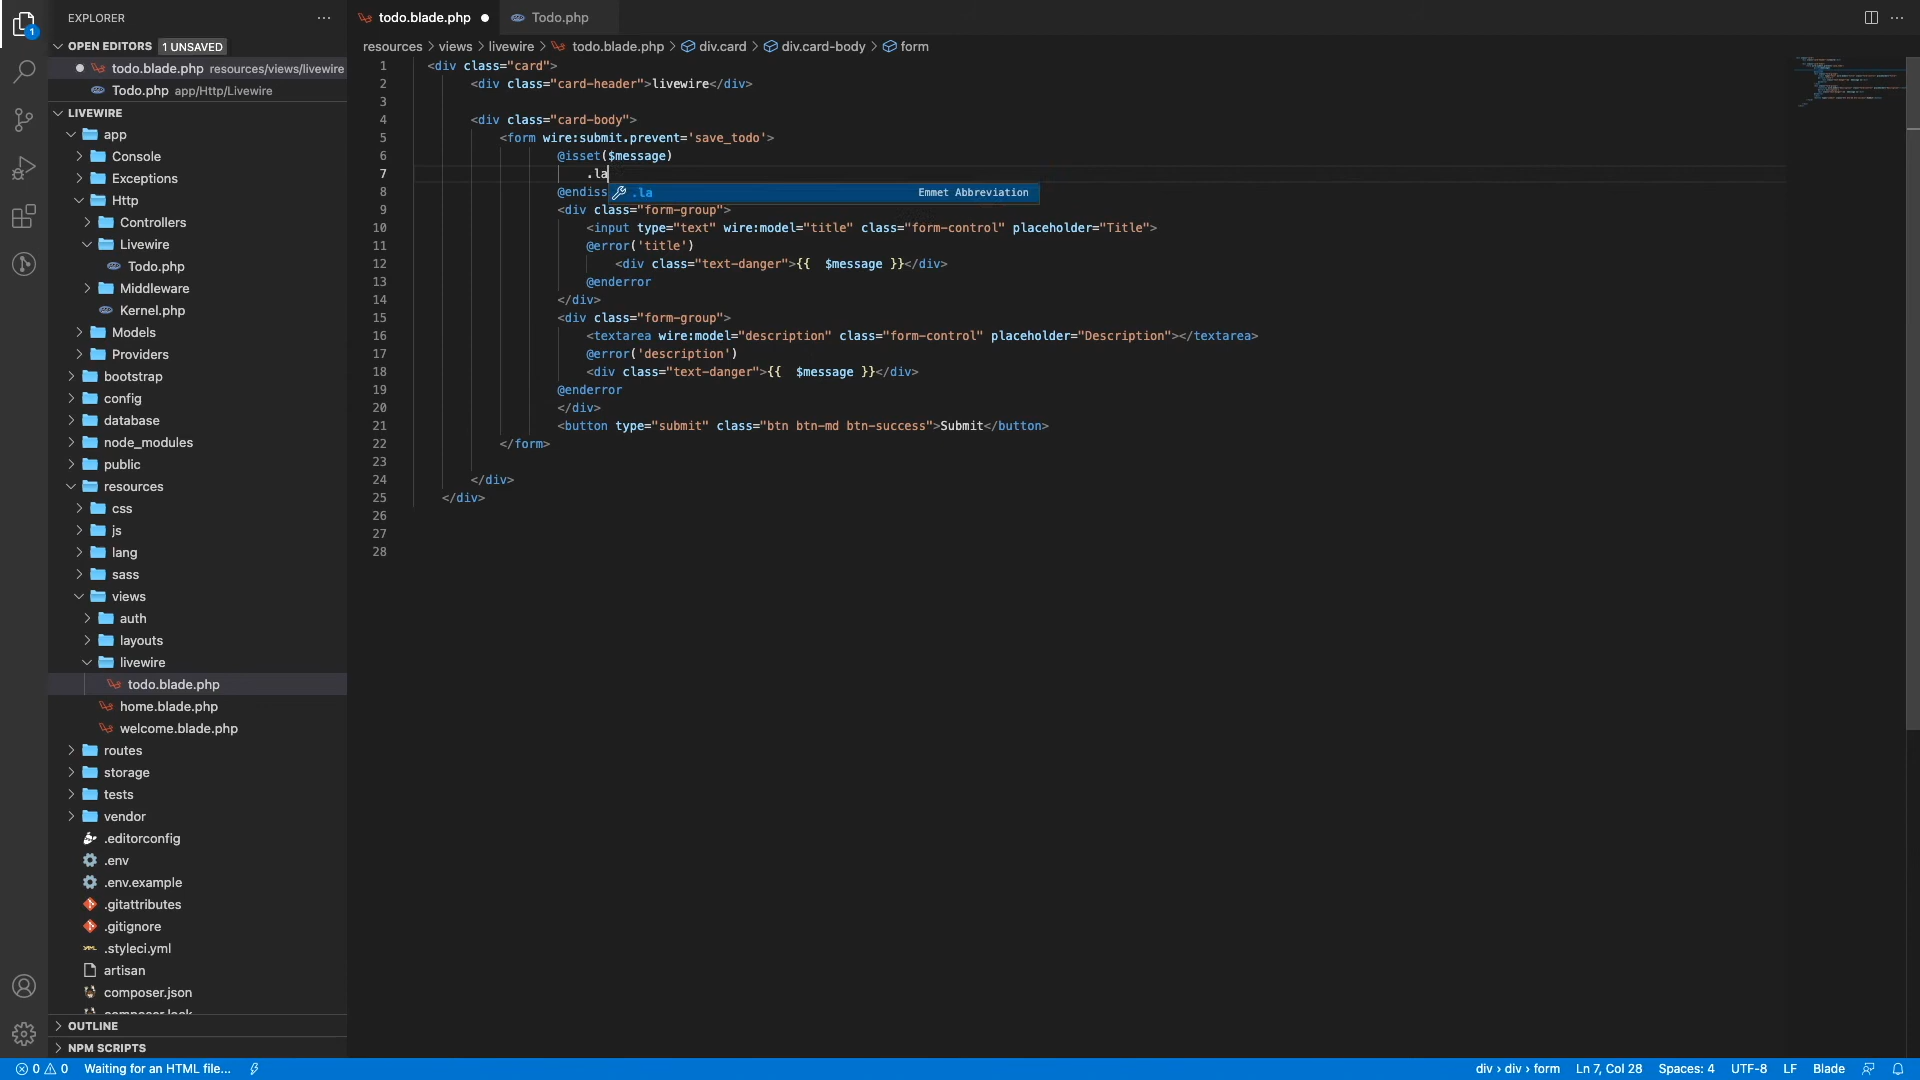 EXPLORER
OPEN EDITORS 1 UNSAVED
todo.blade.php resources/views/livewire
Todo.php app/Http/Livewire
LIVEWIRE
app
Console
Exceptions
Http
Controllers
Livewire
Todo.php
Middleware
Kernel.php
Models
Providers
bootstrap
config
database
node_modules
public
resources
css
js
lang
sass
views
auth
layouts
livewire
todo.blade.php
home.blade.php
welcome.blade.php
routes
storage
tests
vendor
.editorconfig
.env
.env.example
.gitattributes
.gitignore
.styleci.yml
artisan
composer.json
composer.lock
OUTLINE
NPM SCRIPTS
todo.blade.php Todo.php
resources > views > livewire > todo.blade.php > div.card > div.card-body > form
1 <div class="card">
2 <div class="card-header">livewire</div>
3
4 <div class="card-body">
5 <form wire:submit.prevent='save_todo'>
6 @isset($message)
7 .la
8 @endiss
.la Emmet Abbreviation
9 <div class="form-group">
10 <input type="text" wire:model="title" class="form-control" placeholder="Title">
11 @error('title')
12 <div class="text-danger">{{  $message }}</div>
13 @enderror
14 </div>
15 <div class="form-group">
16 <textarea wire:model="description" class="form-control" placeholder="Description"></textarea>
17 @error('description')
18 <div class="text-danger">{{  $message }}</div>
19 @enderror
20 </div>
21 <button type="submit" class="btn btn-md btn-success">Submit</button>
22 </form>
23
24 </div>
25 </div>
26
27
28
1
0 0 Waiting for an HTML file... div > div > form Ln 7, Col 28 Spaces: 4 UTF-8 LF Blade